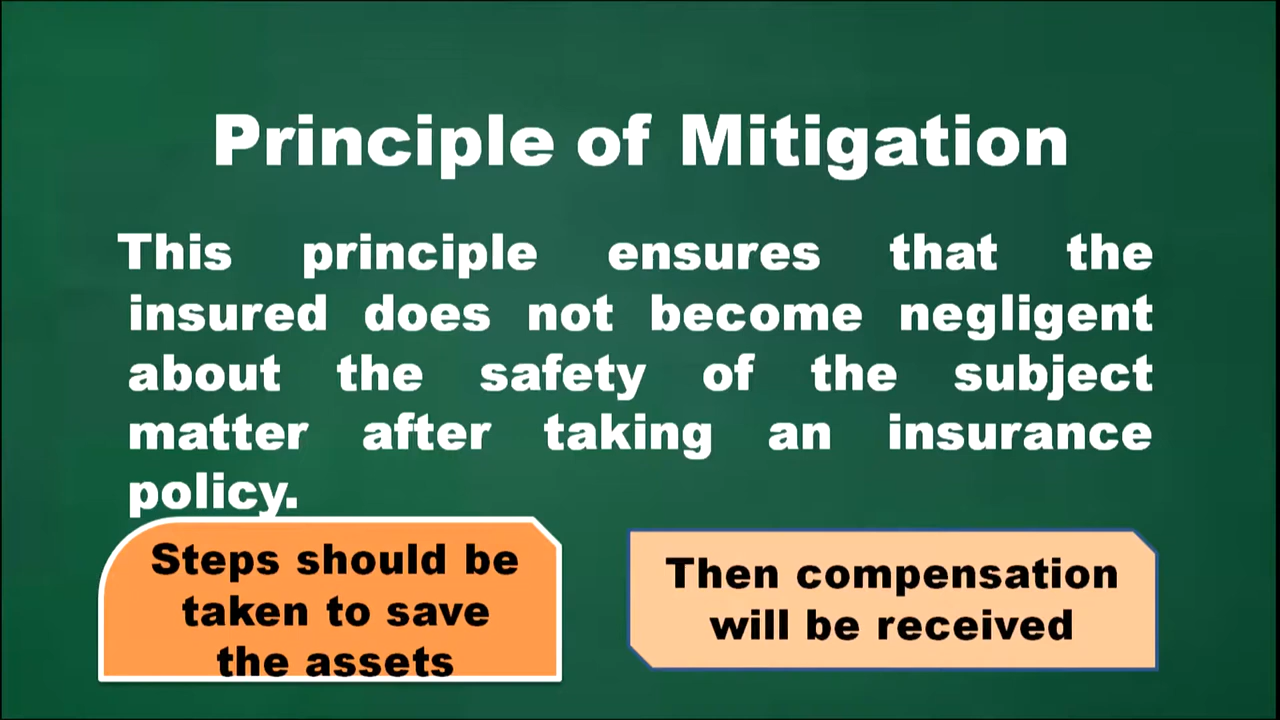 Principle of Mitigation
This principle ensures that the
insured does not become negligent
about the safety of the subject
matter after taking an insurance
policy.
Steps should be
taken to save
the assets
Then compensation
will be received